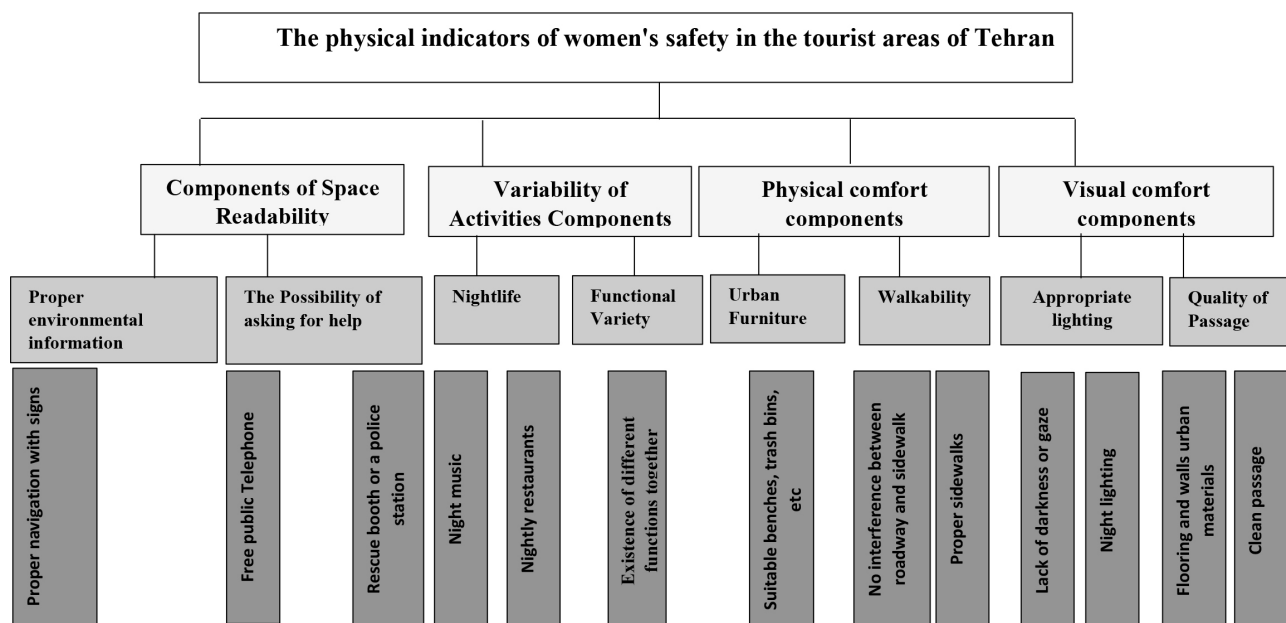 The physical indicators of women's safety in the tourist areas of Tehran
Components of Space
Readability
Variability of
Activities Components
Physical comfort
components
Visual comfort
components
Proper
environmental
information
The Possibility of
asking for help
Nightlife
Functional
Variety
Urban
Furniture
Walkability
Appropriate
lighting
Quality of
Passage
Proper navigation with signs
Free public Telephone
Rescue booth or a police
station
Night music
Nightly restaurants
Existence of different
functions together
Suitable benches, trash bins,
etc
No interference between
roadway and sidewalk
Proper sidewalks
Lack of darkness or gaze
Night lighting
Flooring and walls urban
materials
Clean passage